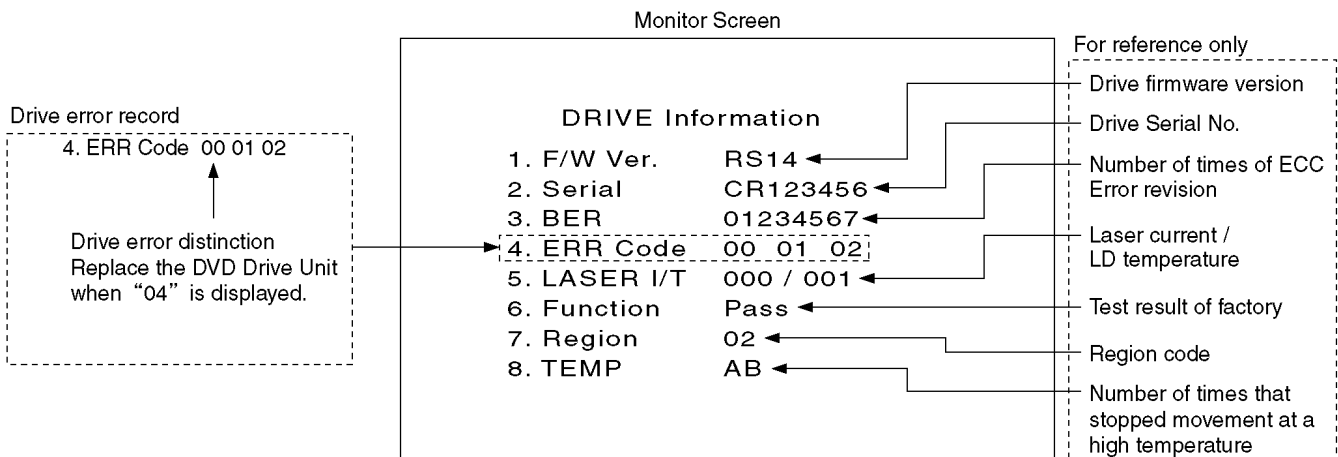 Monitor Screen
Drive error record
4. ERR Code 00 01 02
Drive error distinction
Replace the DVD Drive Unit
when “04” is displayed.
DRIVE Information
1. F/W Ver. RS14
2. Serial CR123456
3. BER 01234567
4. ERR Code 00 01 02
5. LASER I/T 000 / 001
6. Function Pass
7. Region 02
8. TEMP AB
For reference only
Drive firmware version
Drive Serial No.
Number of times of ECC
Error revision
Laser current /
LD temperature
Test result of factory
Region code
Number of times that
stopped movement at a
high temperature